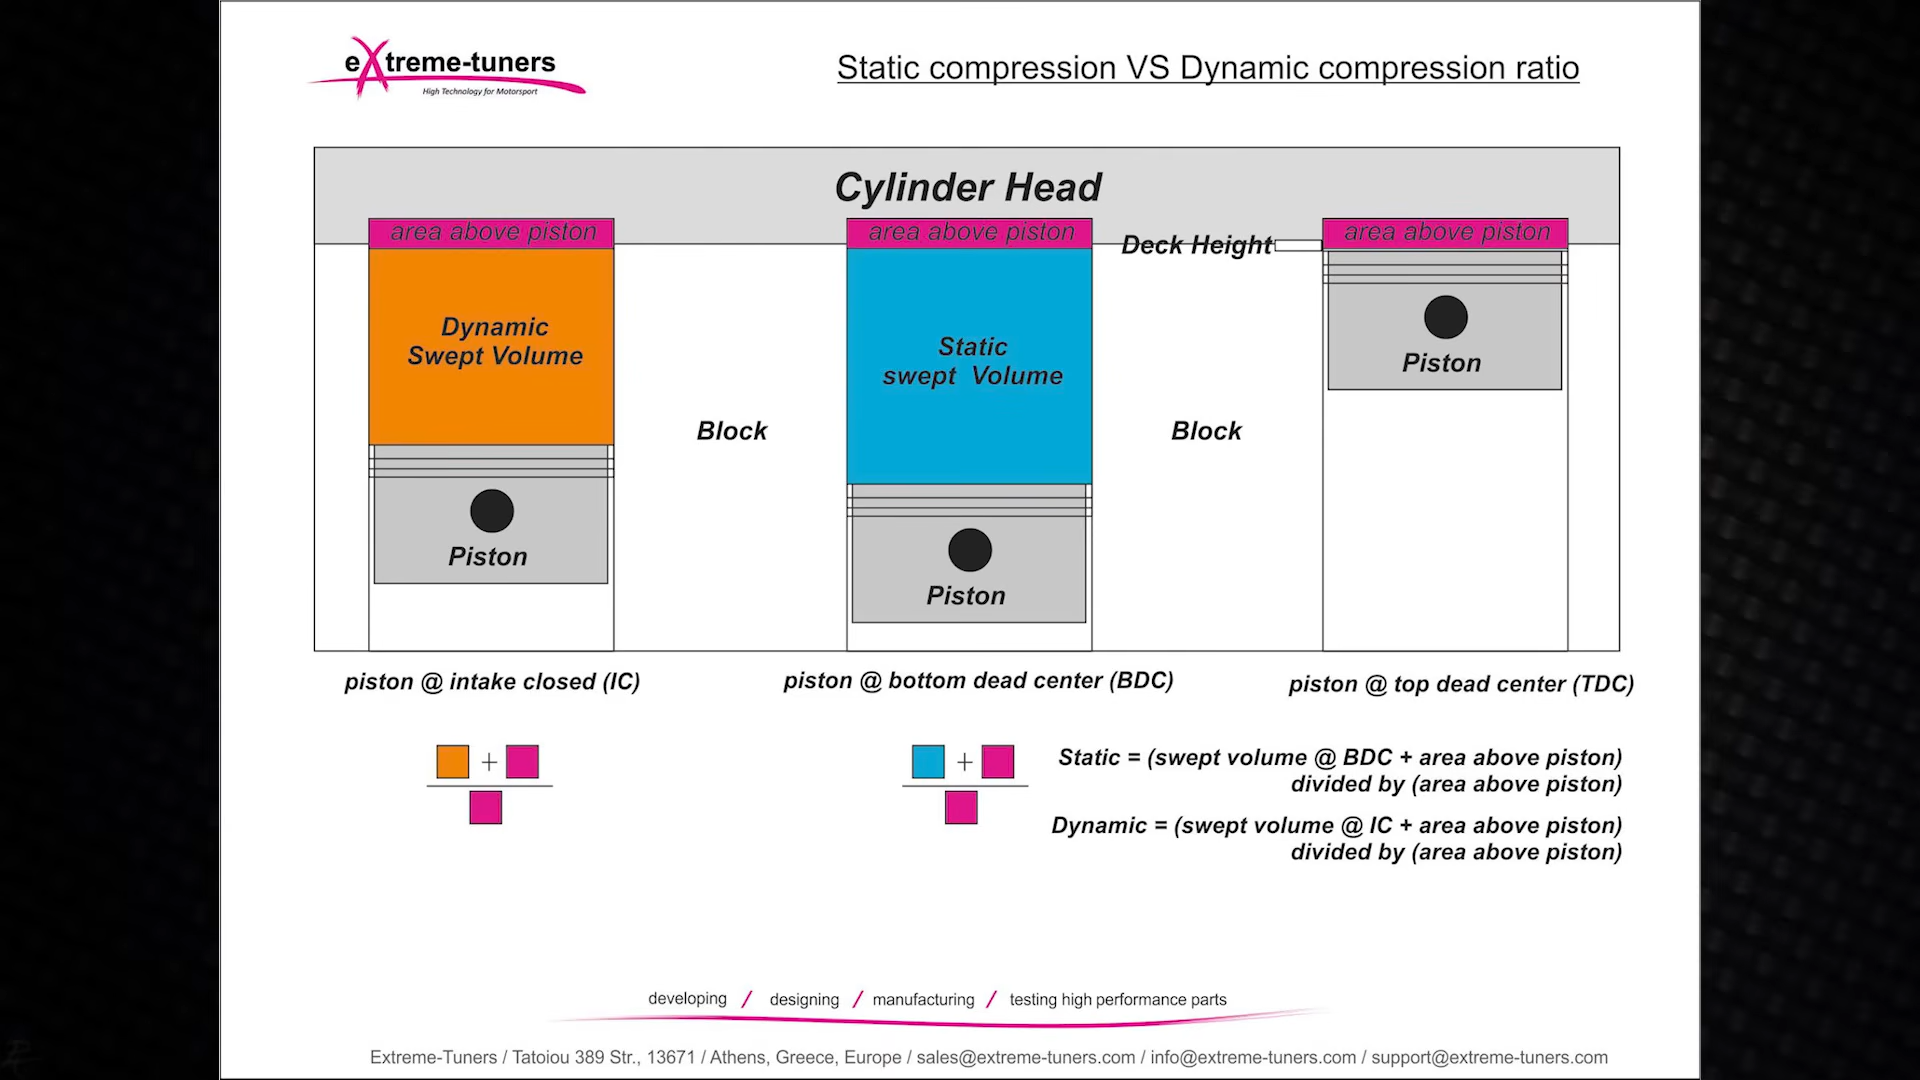 eXtreme-tuners
High Technology for Motorsport
Static compression VS Dynamic compression ratio
Cylinder Head
area above piston
area above piston
area above piston
Deck Height
Dynamic
Swept Volume
Static
swept Volume
Piston
Block
Block
Piston
Piston
piston @ intake closed (IC)
piston @ bottom dead center (BDC)
piston @ top dead center (TDC)
+
+
Static = (swept volume @ BDC + area above piston)
divided by (area above piston)
Dynamic = (swept volume @ IC + area above piston)
divided by (area above piston)
developing / designing / manufacturing / testing high performance parts
Extreme-Tuners / Tatoiou 389 Str., 13671 / Athens, Greece, Europe / sales@extreme-tuners.com / info@extreme-tuners.com / support@extreme-tuners.com